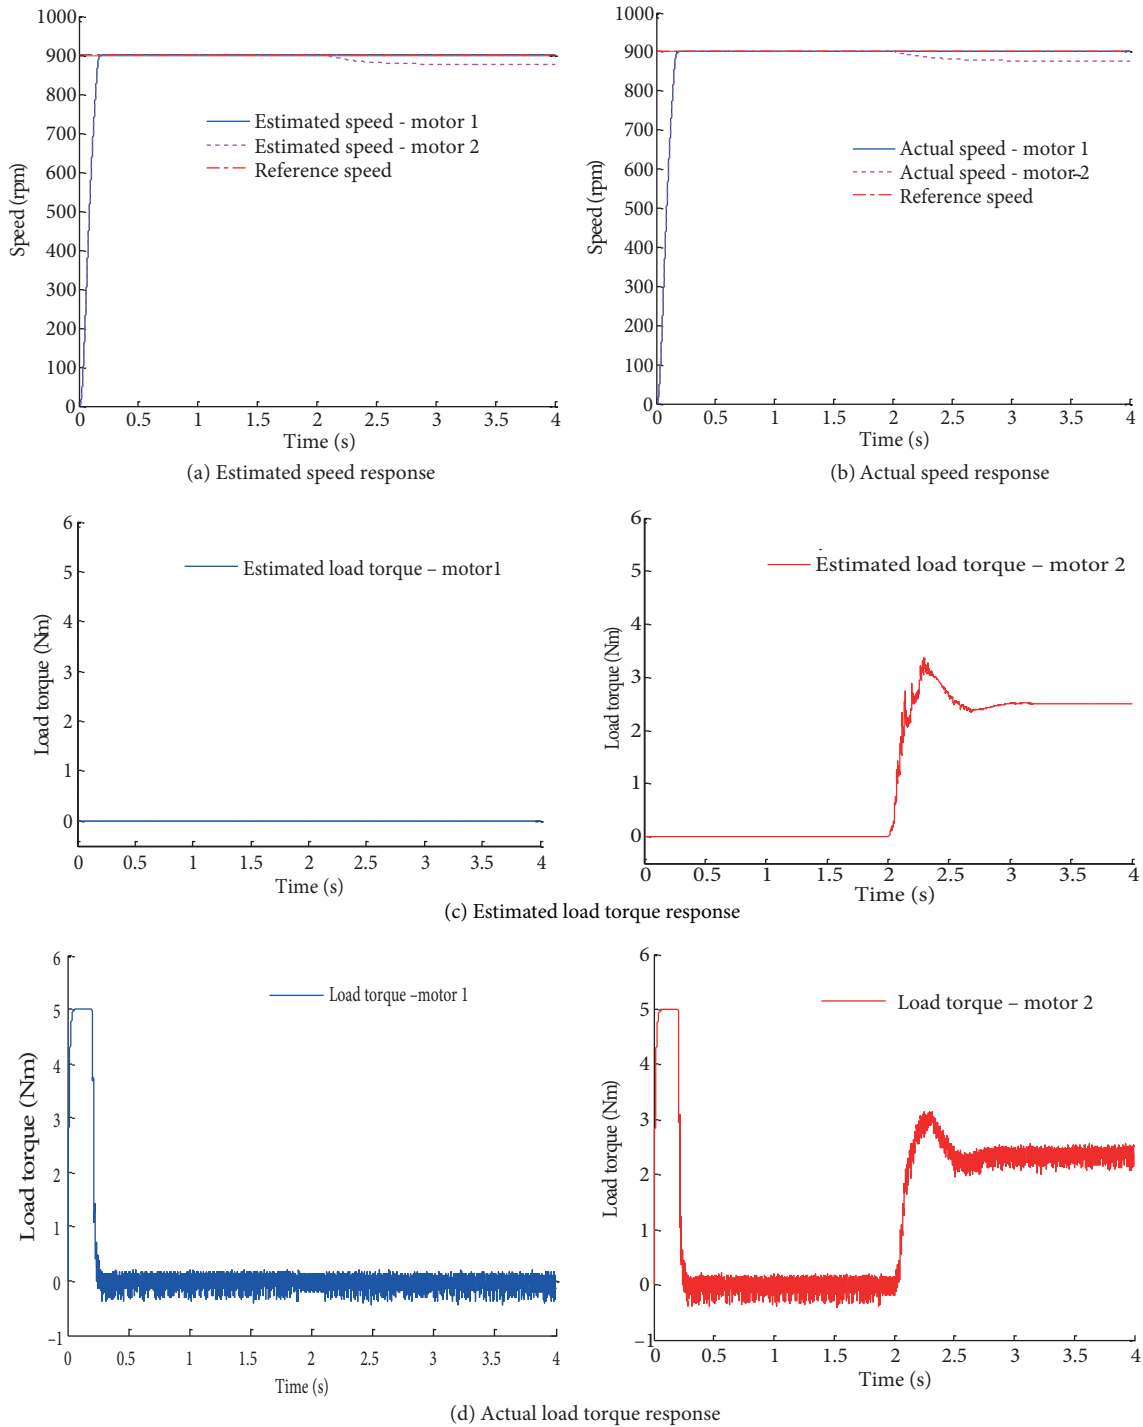 1000
900
800
700
600
500
400
300
200
100
0
Speed (rpm)
Estimated speed - motor 1
Estimated speed - motor 2
Reference speed
0 0.5 1 1.5 2 2.5 3 3.5 4
Time (s)
(a) Estimated speed response
1000
900
800
700
600
500
400
300
200
100
0
Speed (rpm)
Actual speed - motor 1
Actual speed - motor 2
Reference speed
0 0.5 1 1.5 2 2.5 3 3.5 4
Time (s)
(b) Actual speed response
6
5
4
3
2
1
0
Load torque (Nm)
Estimated load torque – motor1
0 0.5 1 1.5 2 2.5 3 3.5 4
Time (s)
6
5
4
3
2
1
0
Load torque (Nm)
Estimated load torque – motor 2
0 0.5 1 1.5 2 2.5 3 3.5 4
Time (s)
(c) Estimated load torque response
6
5
4
3
2
1
0
–1
Load torque (Nm)
Load torque –motor 1
0 0.5 1 1.5 2 2.5 3 3.5 4
Time (s)
6
5
4
3
2
1
0
–1
Load torque (Nm)
Load torque – motor 2
0 0.5 1 1.5 2 2.5 3 3.5 4
Time (s)
(d) Actual load torque response